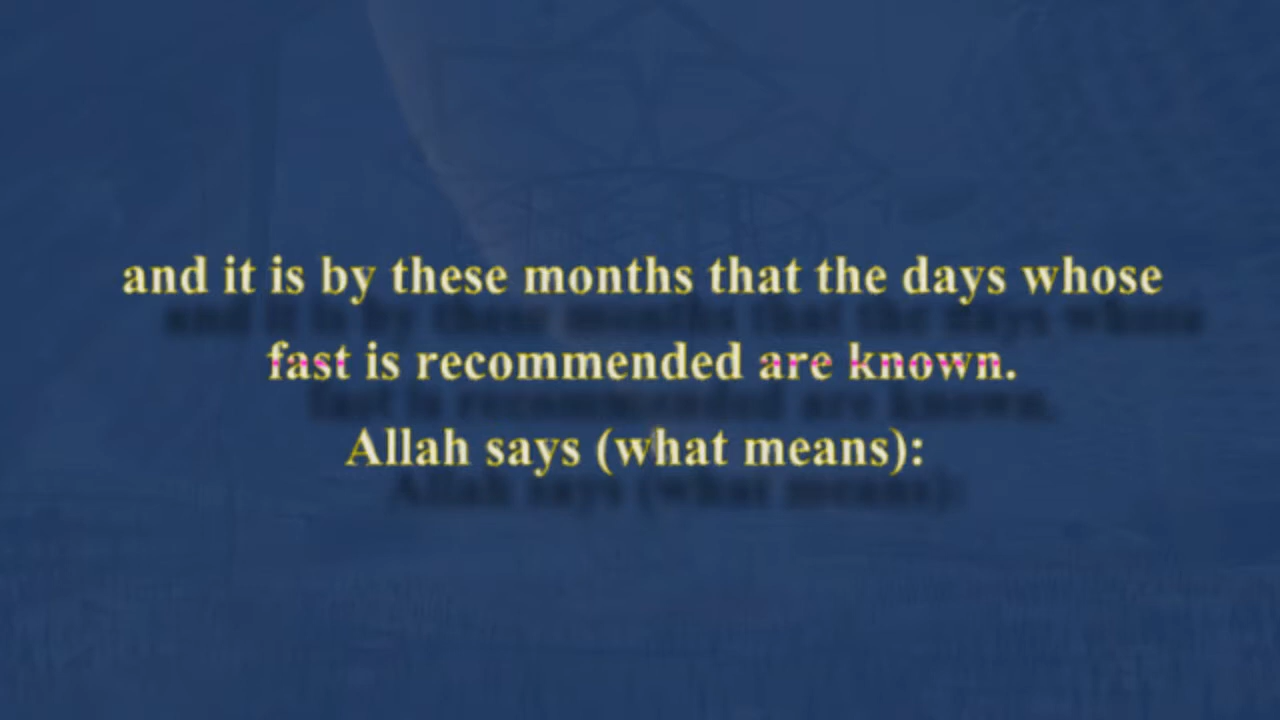 and it is by these months that the days whose
fast is recommended are known.
Allah says (what means):